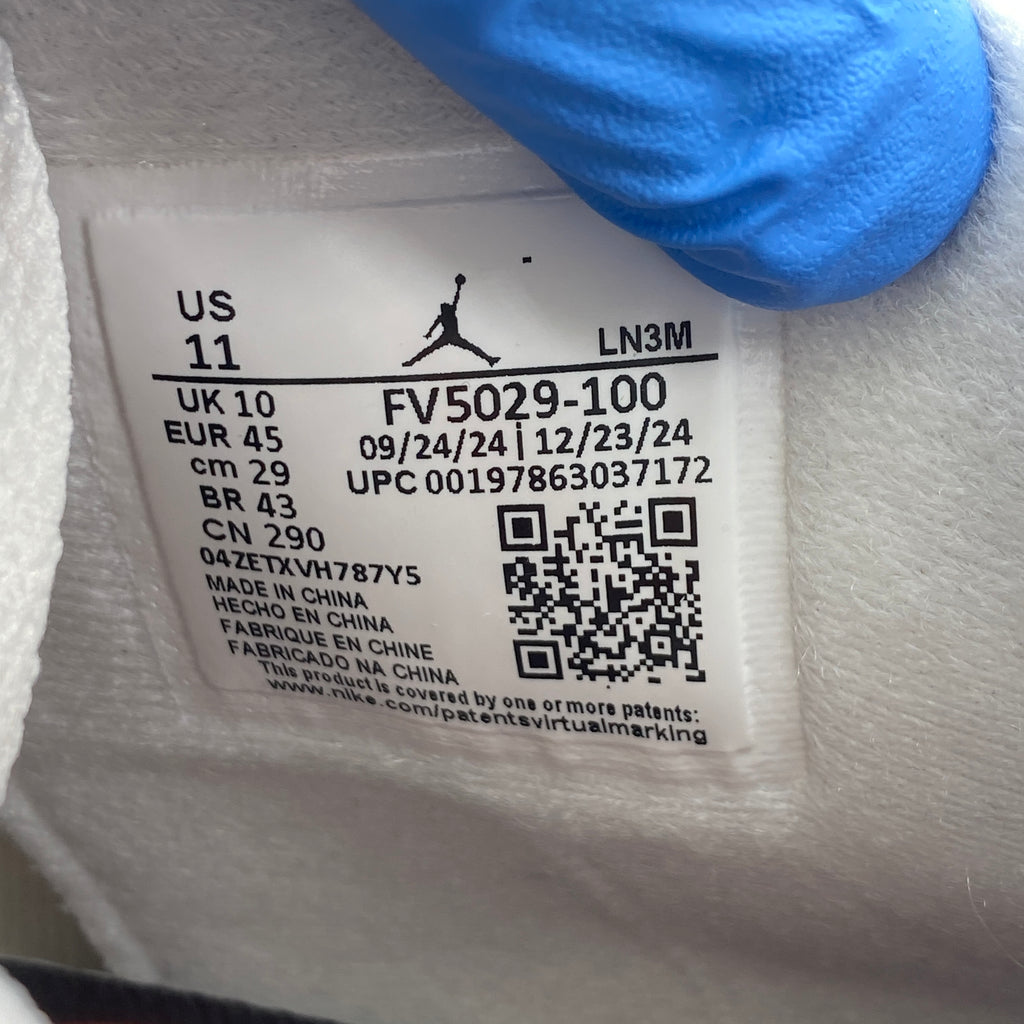 US
11
LN3M
UK 10
EUR 45
cm 29
BR 43
CN 290
FV5029-100
09/24/24 | 12/23/24
UPC 00197863037172
04ZETXVH787Y5
MADE IN CHINA
HECHO EN CHINA
FABRIQUE EN CHINE
FABRICADO NA CHINA
This product is covered by one or more patents:
www.nike.com/patentsvirtualmarking